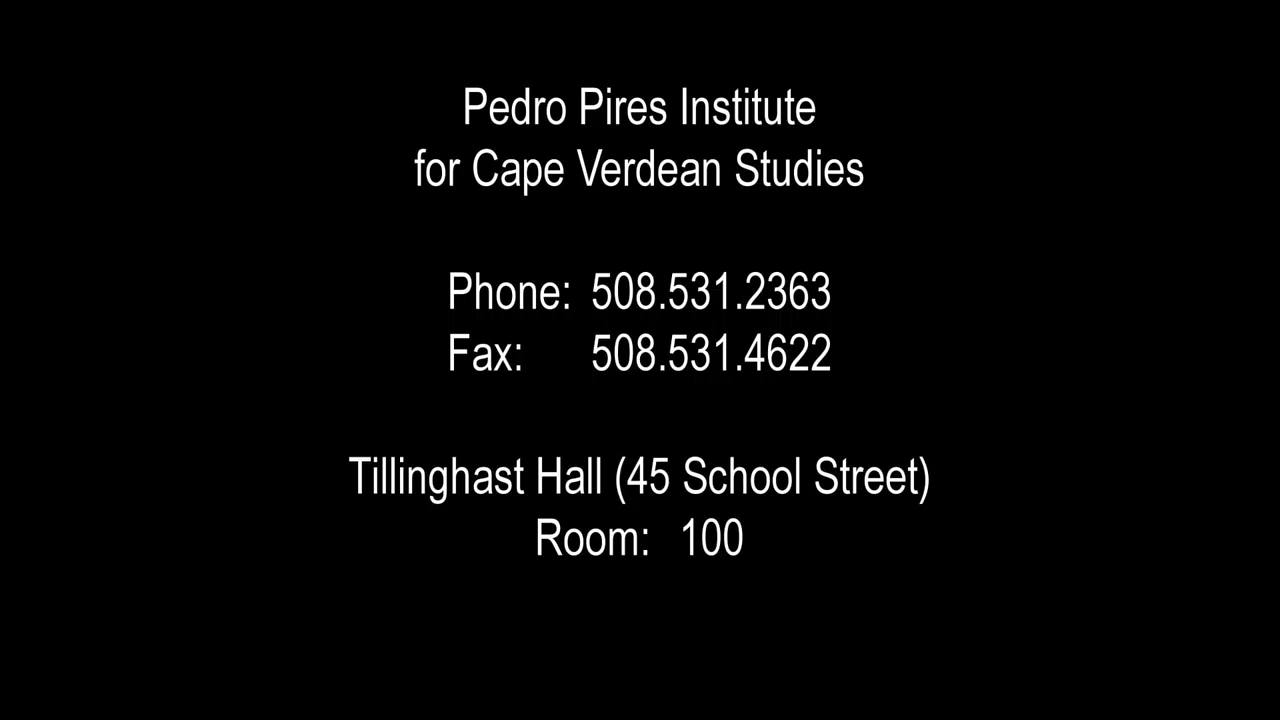 Pedro Pires Institute
for Cape Verdean Studies
Phone: 508.531.2363
Fax: 508.531.4622
Tillinghast Hall (45 School Street)
Room: 100